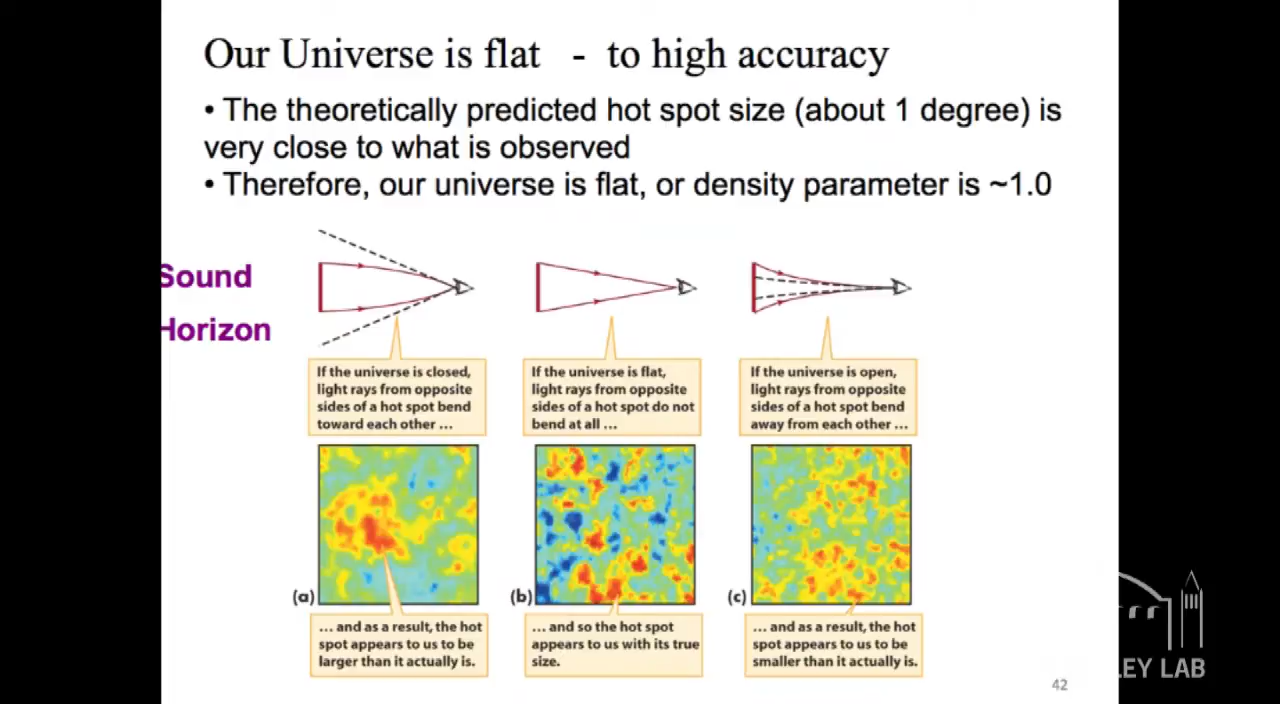 Our Universe is flat - to high accuracy
• The theoretically predicted hot spot size (about 1 degree) is
very close to what is observed
• Therefore, our universe is flat, or density parameter is ~1.0
Sound
Horizon
If the universe is closed,
light rays from opposite
sides of a hot spot bend
toward each other ...
If the universe is flat,
light rays from opposite
sides of a hot spot do not
bend at all ...
If the universe is open,
light rays from opposite
sides of a hot spot bend
away from each other ...
(a)
(b)
(c)
... and as a result, the hot
spot appears to us to be
larger than it actually is.
... and so the hot spot
appears to us with its true
size.
... and as a result, the hot
spot appears to us to be
smaller than it actually is.
42
LEY LAB